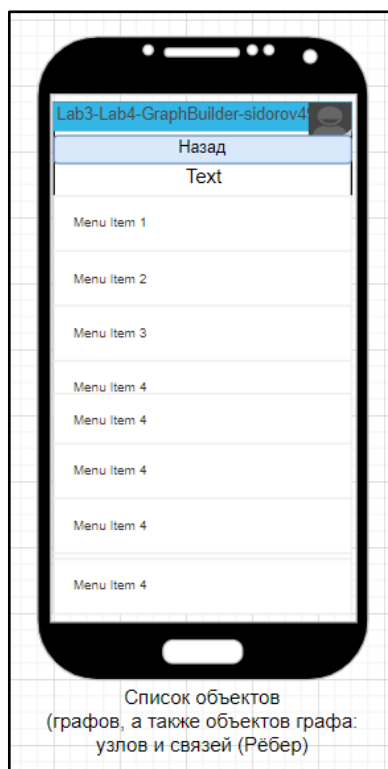 Lab3-Lab4-GraphBuilder-sidorov4
Назад
Text
Menu Item 1
Menu Item 2
Menu Item 3
Menu Item 4
Menu Item 4
Menu Item 4
Menu Item 4
Menu Item 4
Список объектов
(графов, а также объектов графа:
узлов и связей (Рёбер)